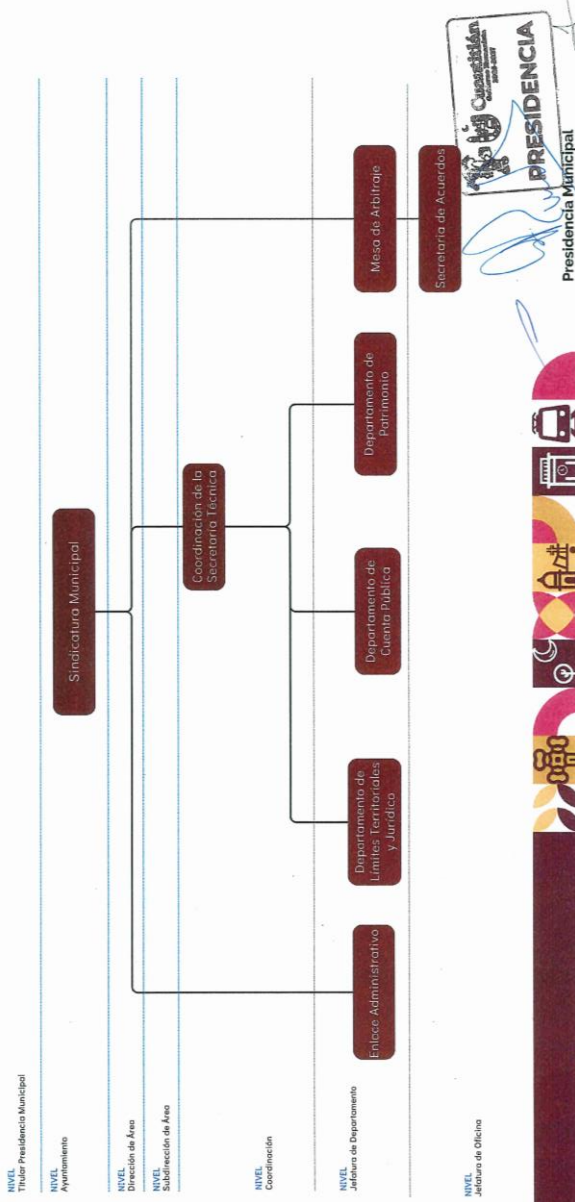 NIVEL
Titular Presidencia Municipal
NIVEL
Ayuntamiento
Sindicatura Municipal
NIVEL
Dirección de Área
NIVEL
Subdirección de Área
NIVEL
Coordinación
Coordinación de la
Secretaría Técnica
NIVEL
Jefatura de Departamento
Enlace Administrativo
Departamento de
Límites Territoriales
y Jurídico
Departamento de
Cuenta Pública
Departamento de
Patrimonio
Mesa de Arbitraje
NIVEL
Jefatura de Oficina
Secretaría de Acuerdos
Cuautitlán
PRESIDENCIA
Presidencia Municipal